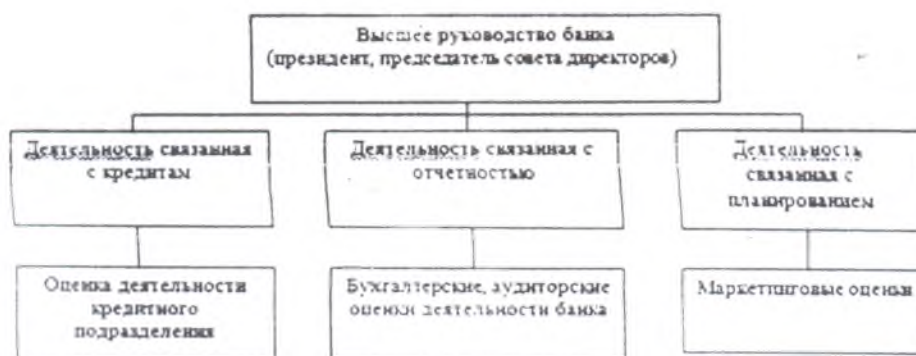 Высшее руководство банка
(президент, председатель совета директоров)
Деятельность связанная
с кредитам
Деятельность связанная с
отчетностью
Деятельность
связанная с
планированием
Оценка деятельности
кредитного
подразделения
Бухгалтерские, аудиторские
оценки деятельности банка
Маркетинговые оценки